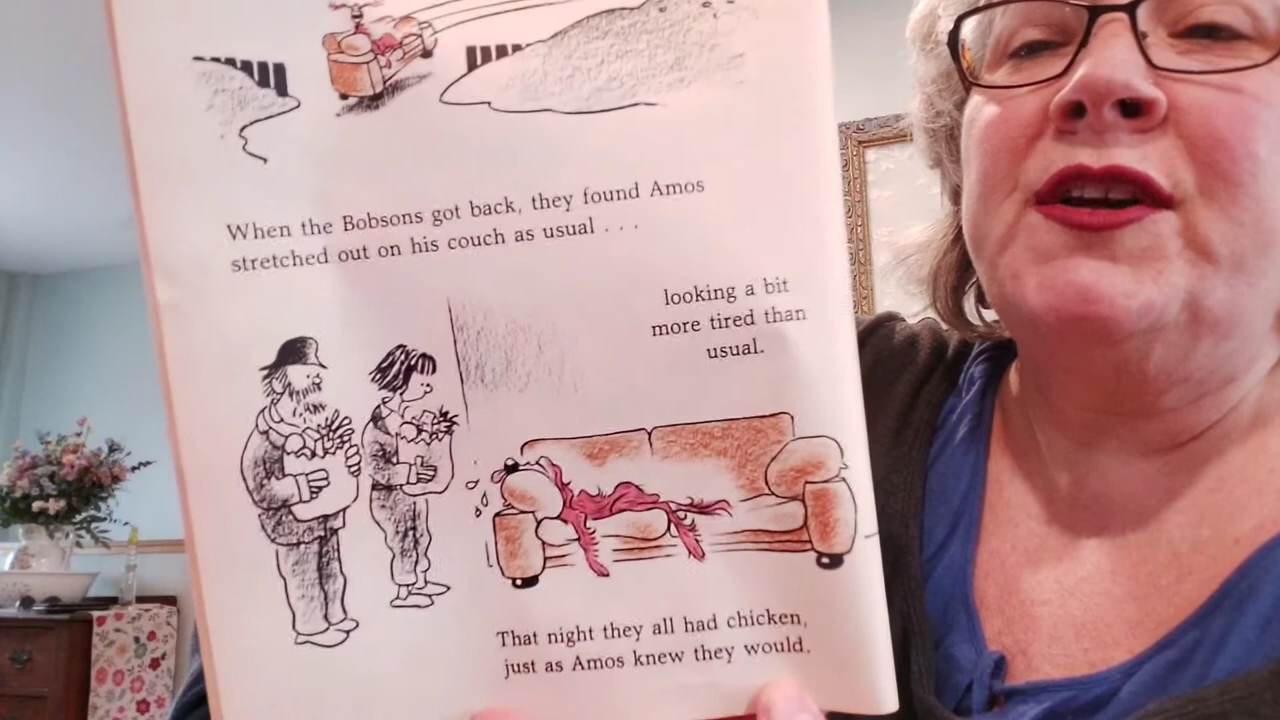 When the Bobsons got back, they found Amos
stretched out on his couch as usual . . .
looking a bit
more tired than
usual.
That night they all had chicken,
just as Amos knew they would.